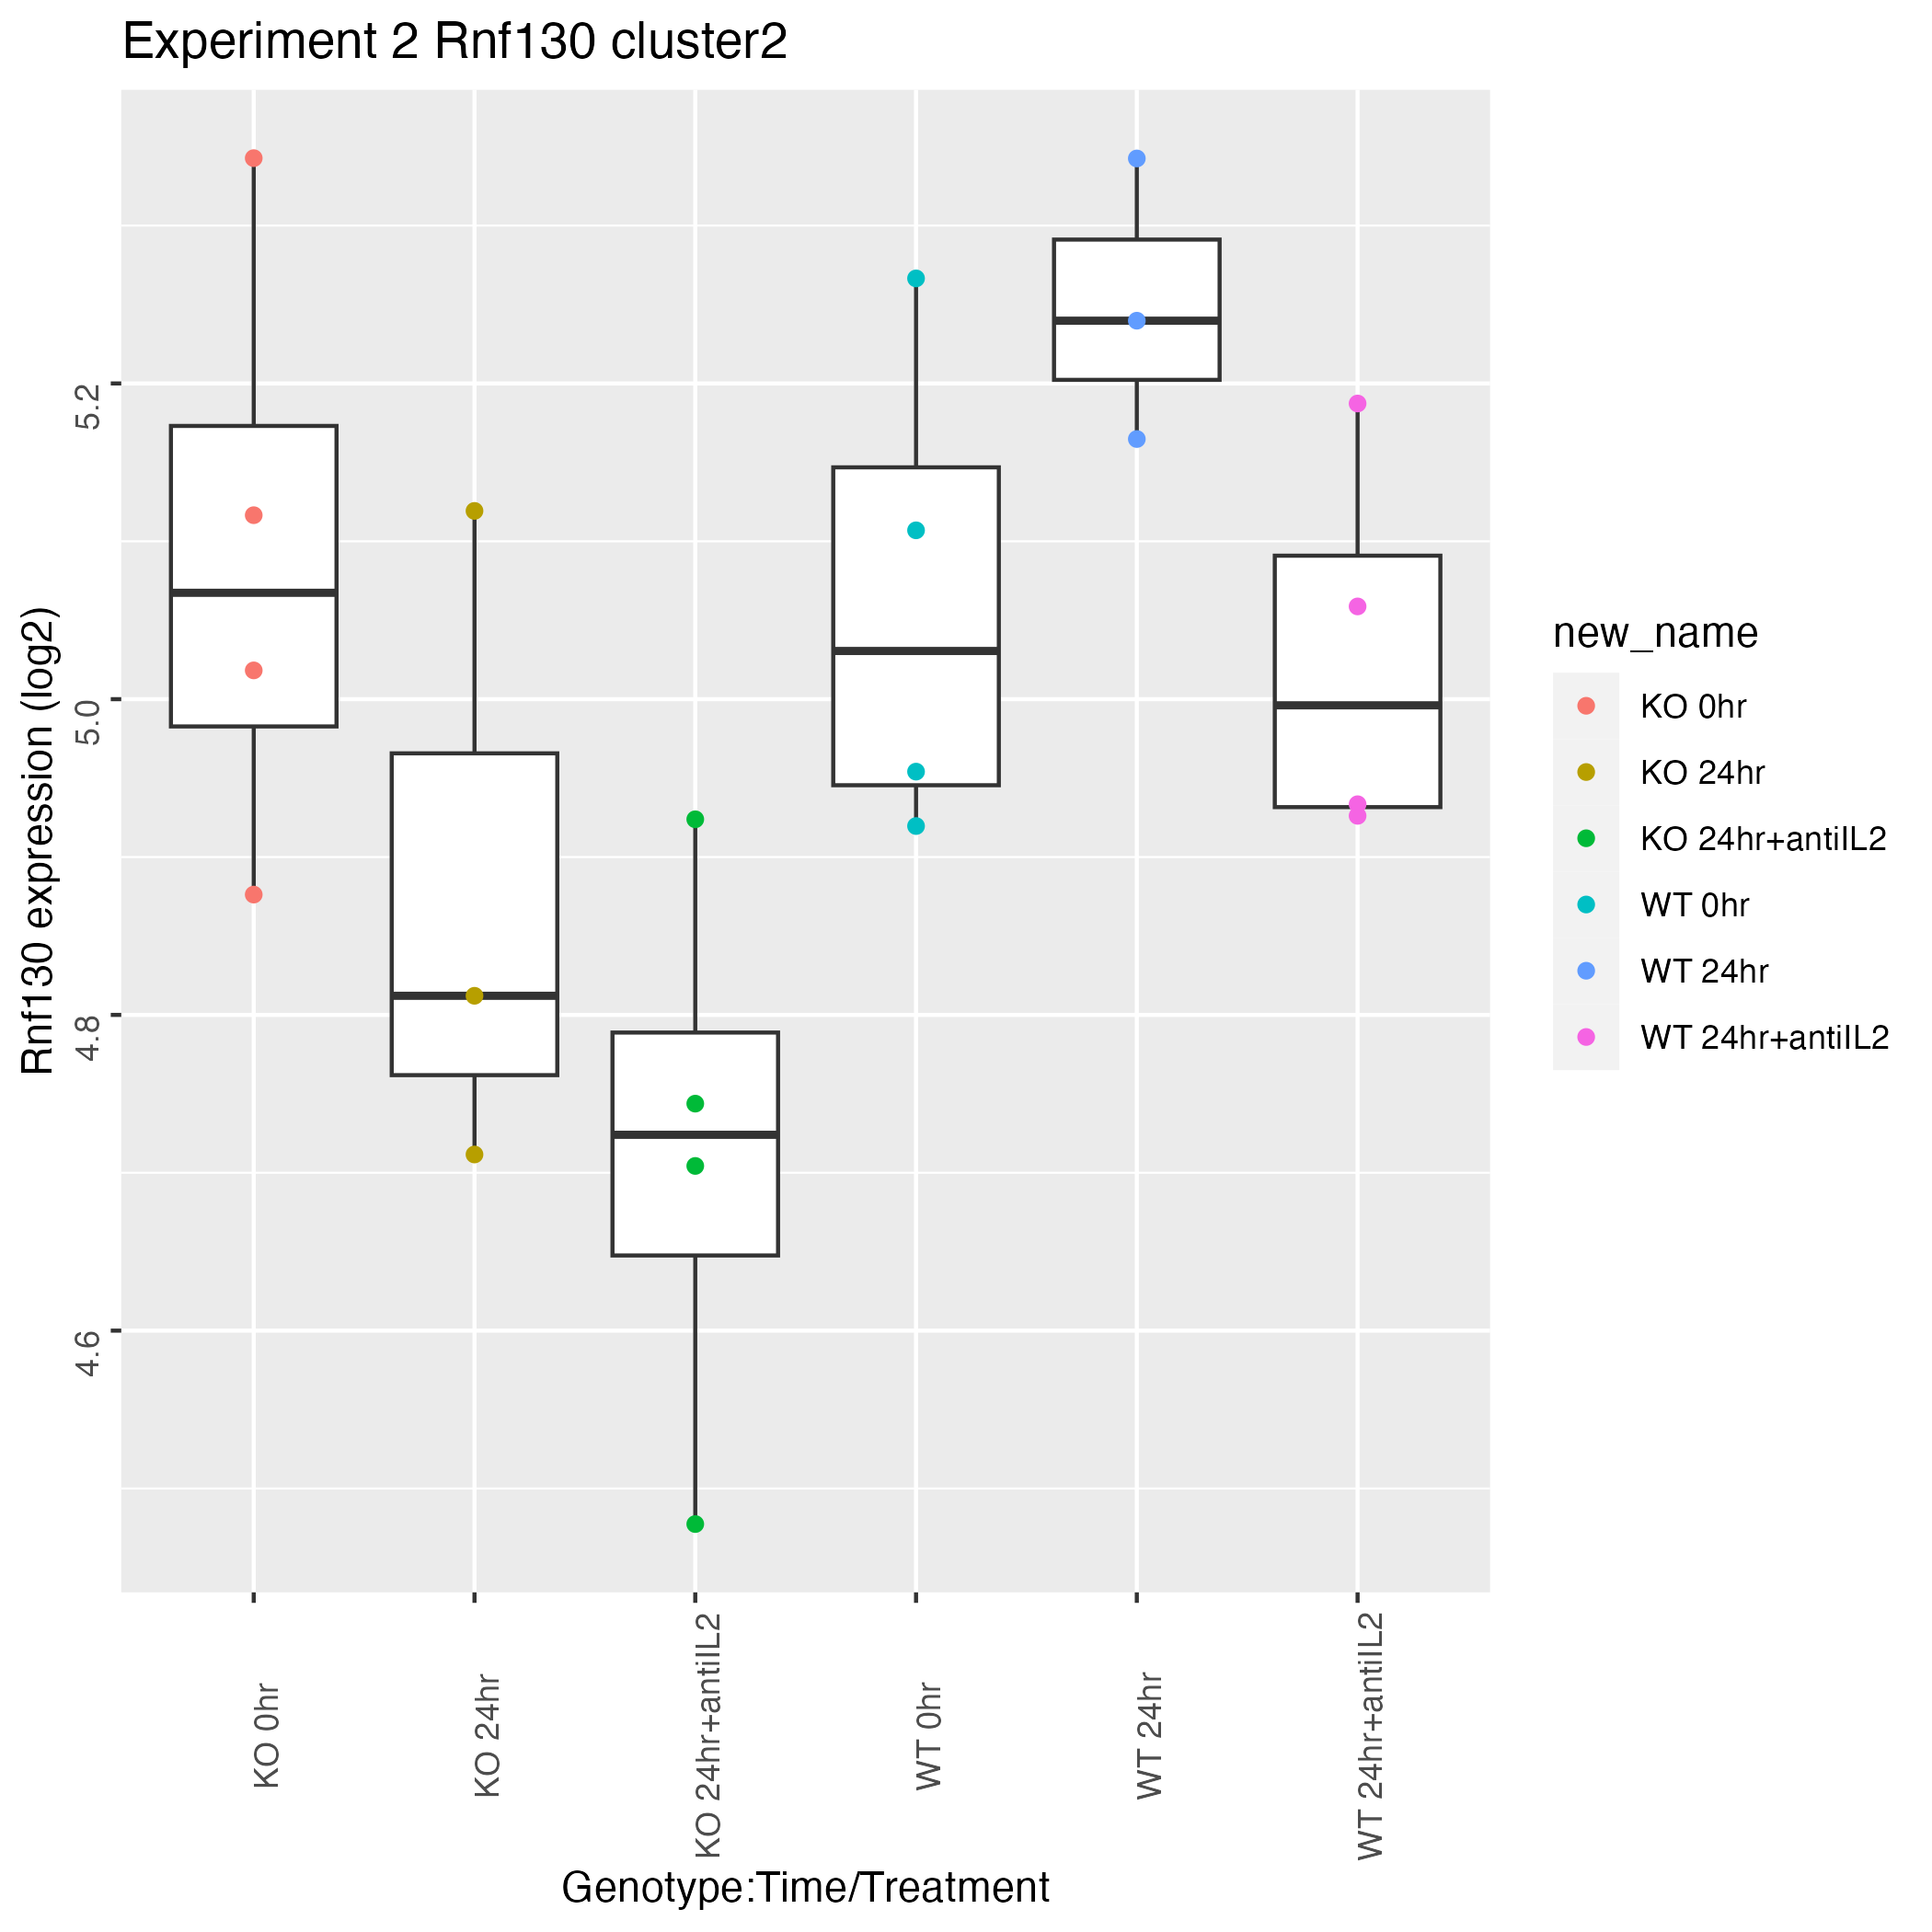 Experiment 2 Rnf130 cluster2
Rnf130 expression (log2)
5.2
5.0
4.8
4.6
KO 0hr
KO 24hr
KO 24hr+antiIL2
WT 0hr
WT 24hr
WT 24hr+antiIL2
Genotype:Time/Treatment
new_name
KO 0hr
KO 24hr
KO 24hr+antiIL2
WT 0hr
WT 24hr
WT 24hr+antiIL2